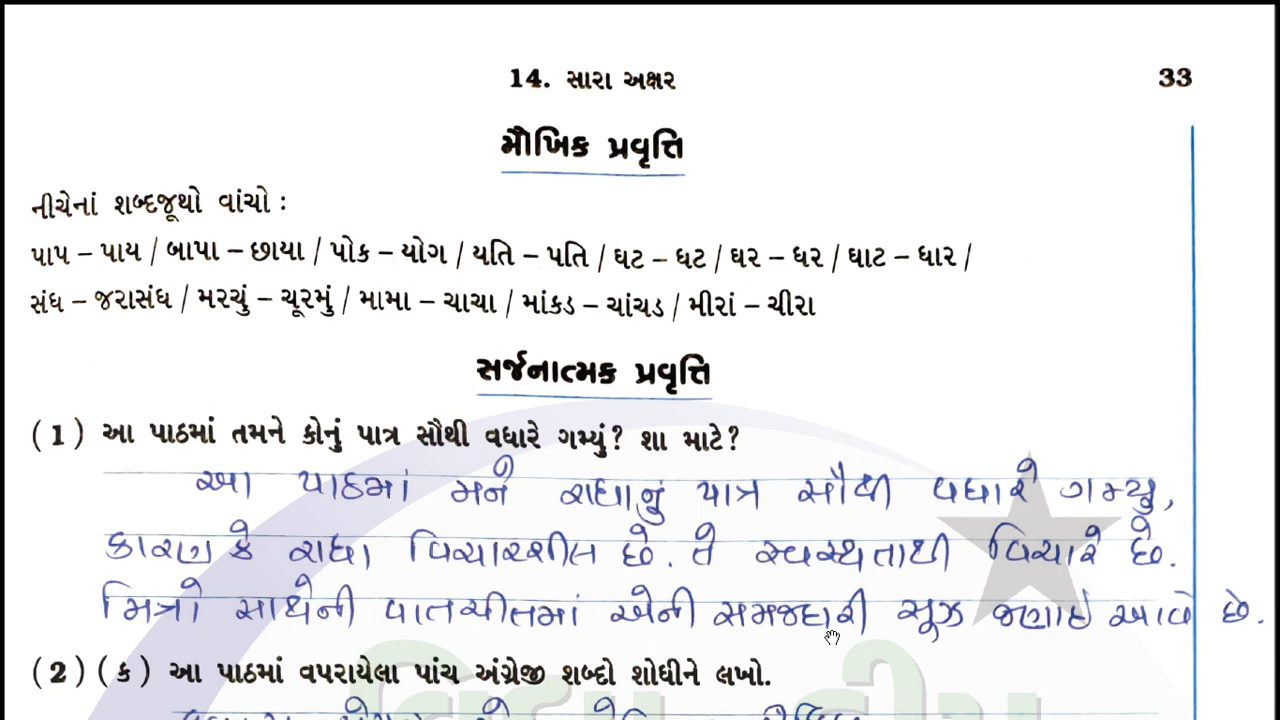 14. સારા અક્ષર 33
મૌખિક પ્રવૃત્તિ
નીચેનાં શબ્દજૂથો વાંચો :
પાપ – પાય / બાપા – છાયા / પોક – યોગ / યતિ – પતિ / ઘટ – ધટ / ઘર – ધર / ઘાટ – ધાર /
સંઘ – જરાસંધ / મરચું – ચૂરમું / મામા – ચાચા / માંકડ – ચાંચડ / મીરાં – ચીરા
સર્જનાત્મક પ્રવૃત્તિ
(1) આ પાઠમાં તમને કોનું પાત્ર સૌથી વધારે ગમ્યું? શા માટે?
આ પાઠમાં મને રાધાનું પાત્ર સૌથી વધારે ગમ્યુ,
કારણ કે રાધા વિચારશીલ છે. તે સ્વસ્થતાથી વિચારે છે.
મિત્રો સાથેની વાતચીતમાં એની સમજદારી સૂઝ જણાઈ આવે છે.
(2) (ક) આ પાઠમાં વપરાયેલા પાંચ અંગ્રેજી શબ્દો શોધીને લખો.